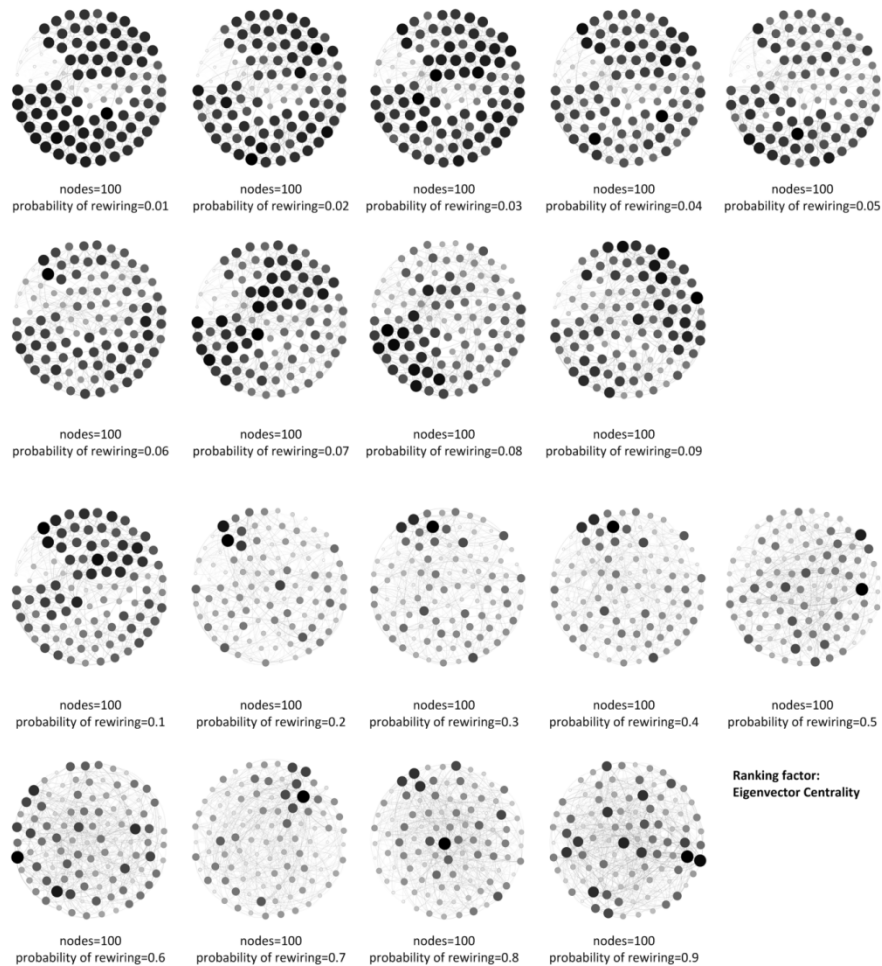 nodes=100
probability of rewiring=0.01
nodes=100
probability of rewiring=0.02
nodes=100
probability of rewiring=0.03
nodes=100
probability of rewiring=0.04
nodes=100
probability of rewiring=0.05
nodes=100
probability of rewiring=0.06
nodes=100
probability of rewiring=0.07
nodes=100
probability of rewiring=0.08
nodes=100
probability of rewiring=0.09
nodes=100
probability of rewiring=0.1
nodes=100
probability of rewiring=0.2
nodes=100
probability of rewiring=0.3
nodes=100
probability of rewiring=0.4
nodes=100
probability of rewiring=0.5
Ranking factor:
Eigenvector Centrality
nodes=100
probability of rewiring=0.6
nodes=100
probability of rewiring=0.7
nodes=100
probability of rewiring=0.8
nodes=100
probability of rewiring=0.9